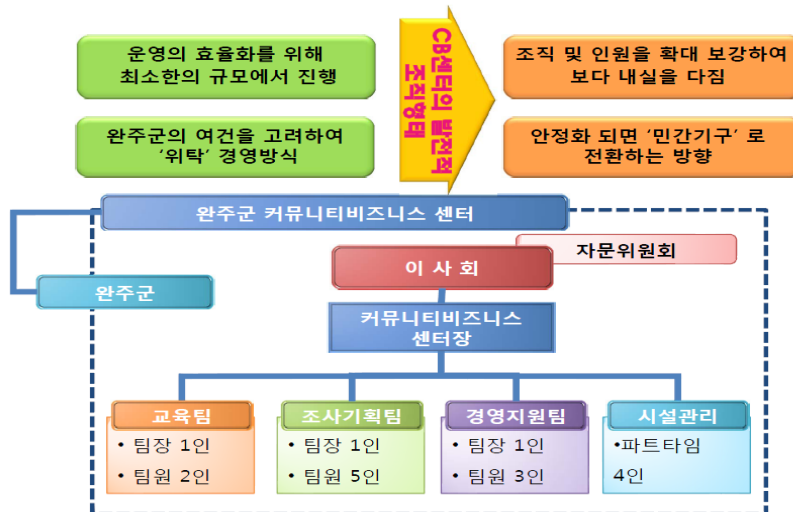 운영의 효율화를 위해
최소한의 규모에서 진행
완주군의 여건을 고려하여
‘위탁’ 경영방식
CB센터의 발전적
조직형태
조직 및 인원을 확대 보강하여
보다 내실을 다짐
안정화 되면 ‘민간기구’ 로
전환하는 방향
완주군 커뮤니티비즈니스 센터
자문위원회
이 사 회
완주군
커뮤니티비즈니스
센터장
교육팀
• 팀장 1인
• 팀원 2인
조사기획팀
• 팀장 1인
• 팀원 5인
경영지원팀
• 팀장 1인
• 팀원 3인
시설관리
•파트타임
4인